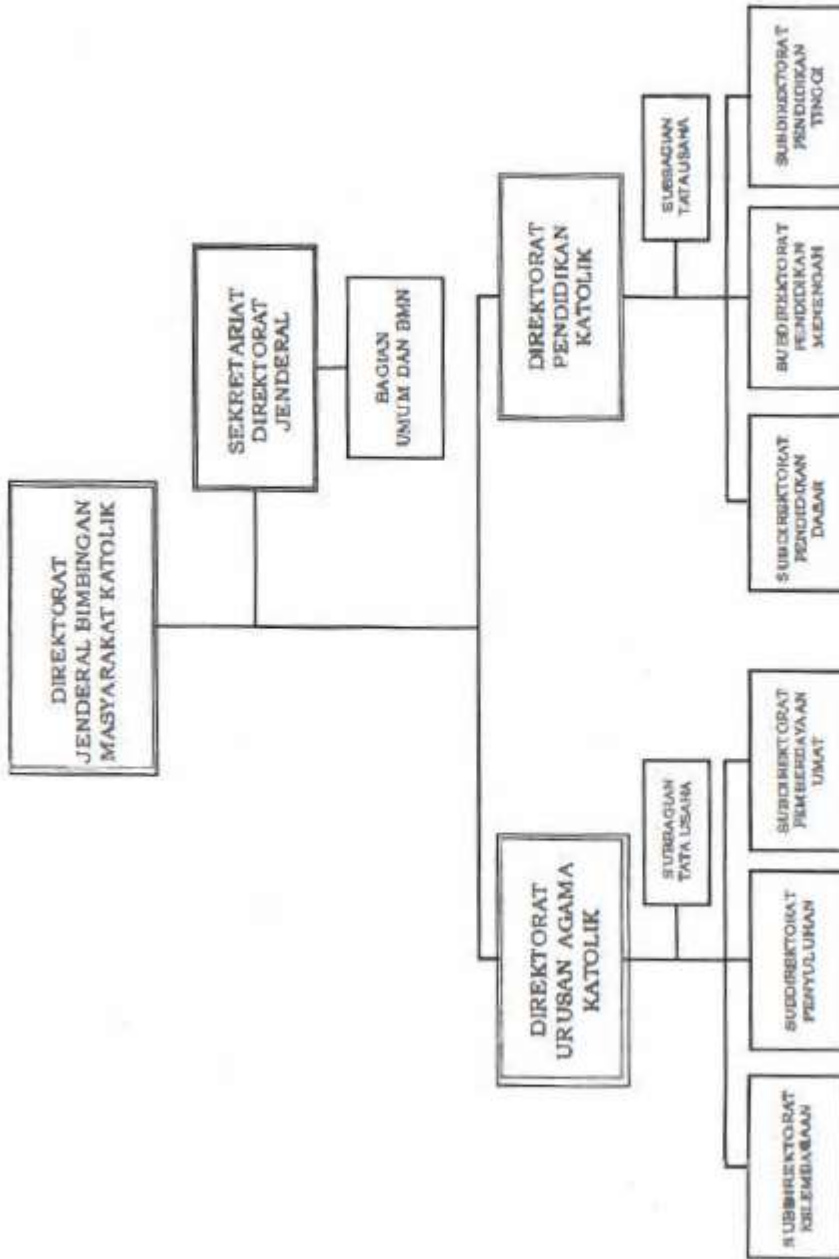 DIREKTORAT
JENDERAL BIMBINGAN
MASYARAKAT KATOLIK
SEKRETARIAT
DIREKTORAT
JENDERAL
BAGIAN
UMUM DAN BMN
DIREKTORAT
URUSAN AGAMA
KATOLIK
SUBBAGIAN
TATA USAHA
SUBDIREKTORAT
KELEMBAGAAN
SUBDIREKTORAT
PENYULUHAN
SUBDIREKTORAT
PEMBERDAYAAN
UMAT
DIREKTORAT
PENDIDIKAN
KATOLIK
SUBBAGIAN
TATAUSAHA
SUBDIREKTORAT
PENDIDIKAN
DASAR
SUBDIREKTORAT
PENDIDIKAN
MENENGAH
SUBDIREKTORAT
PENDIDIKAN
TINGGI